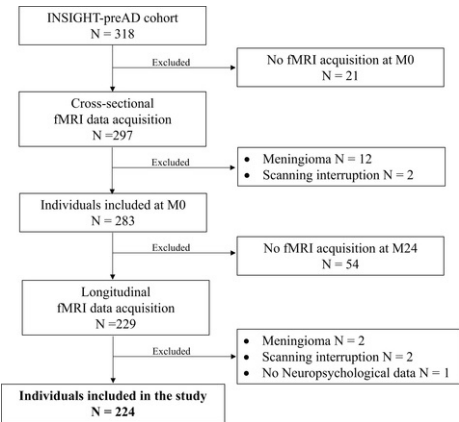 INSIGHT-preAD cohort
N = 318
Excluded
No fMRI acquisition at M0
N = 21
Cross-sectional
fMRI data acquisition
N =297
Excluded
• Meningioma N = 12
• Scanning interruption N = 2
Individuals included at M0
N = 283
Excluded
No fMRI acquisition at M24
N = 54
Longitudinal
fMRI data acquisition
N =229
Excluded
• Meningioma N = 2
• Scanning interruption N = 2
• No Neuropsychological data N = 1
Individuals included in the study
N = 224